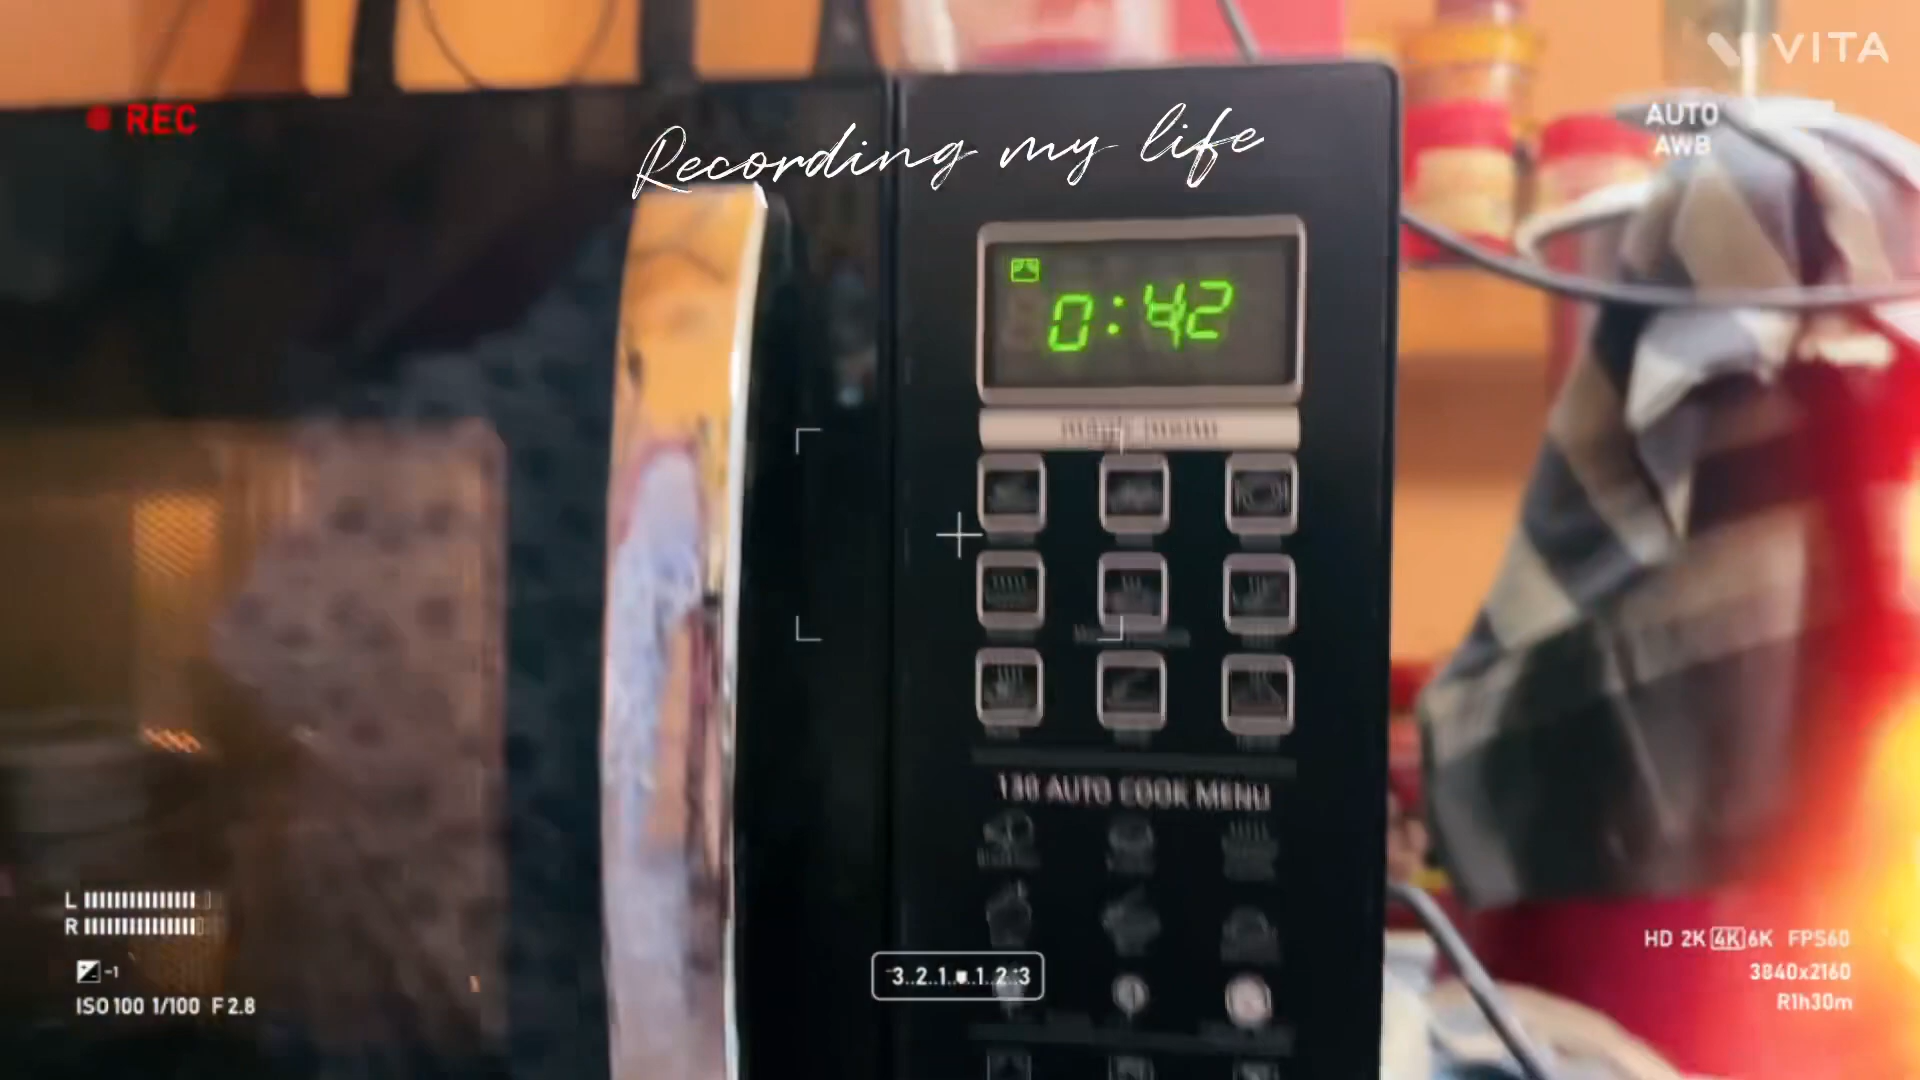 VITA
REC
AUTO
AWB
Recording my life
0:42
130 AUTO COOK MENU
L
R
-1
ISO 100 1/100 F 2.8
3..2.1..■..1..2..3
HD 2K 4K 6K FPS60
3840x2160
R1h30m